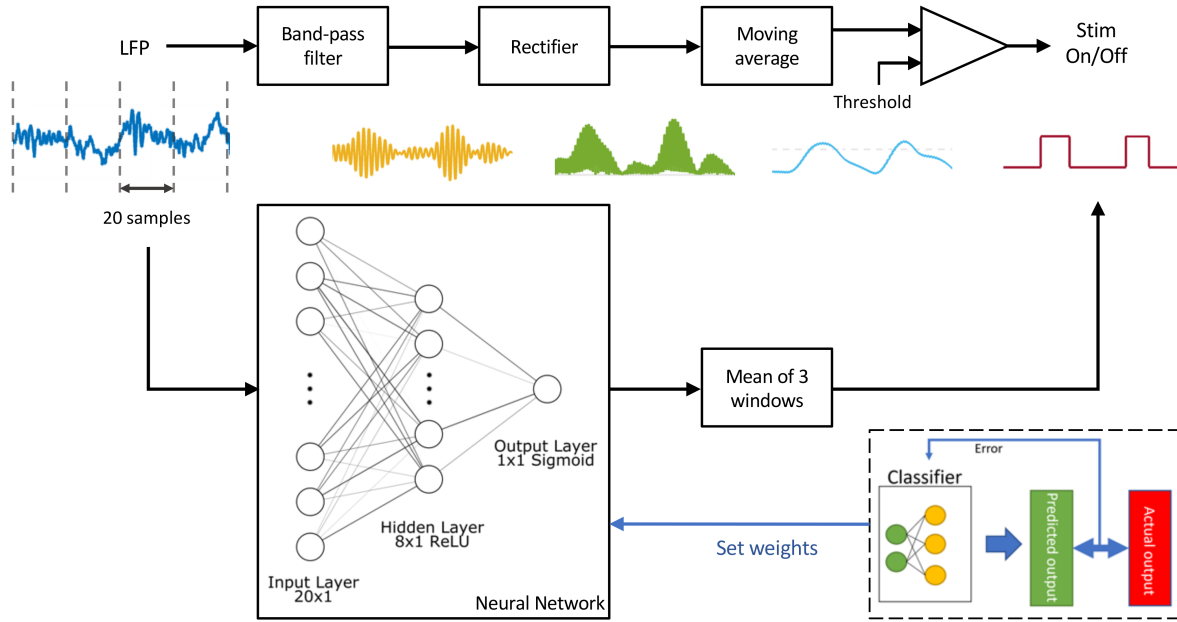 LFP
Band-pass
filter
Rectifier
Moving
average
Stim
On/Off
Threshold
20 samples
Output Layer
1x1 Sigmoid
Hidden Layer
8x1 ReLU
Input Layer
20x1
Neural Network
Mean of 3
windows
Set weights
Error
Classifier
Predicted output
Actual output